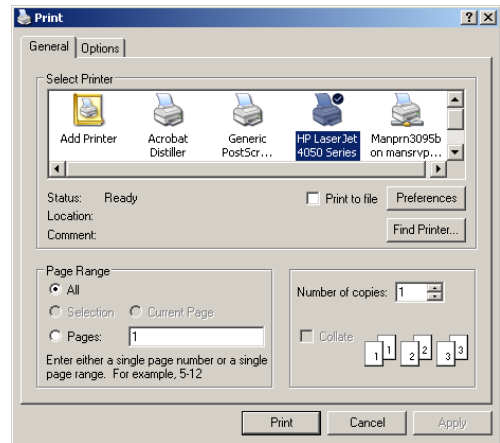 Print
General Options
Select Printer
Add Printer
Acrobat
Distiller
Generic
PostScr...
HP LaserJet
4050 Series
Manprn3095b
on mansrvp...
Status: Ready
Print to file
Preferences
Location:
Comment:
Find Printer...
Page Range
All
Selection
Current Page
Pages: 1
Enter either a single page number or a single
page range. For example, 5-12
Number of copies: 1
Collate
1 1 2 2 3 3
Print
Cancel
Apply